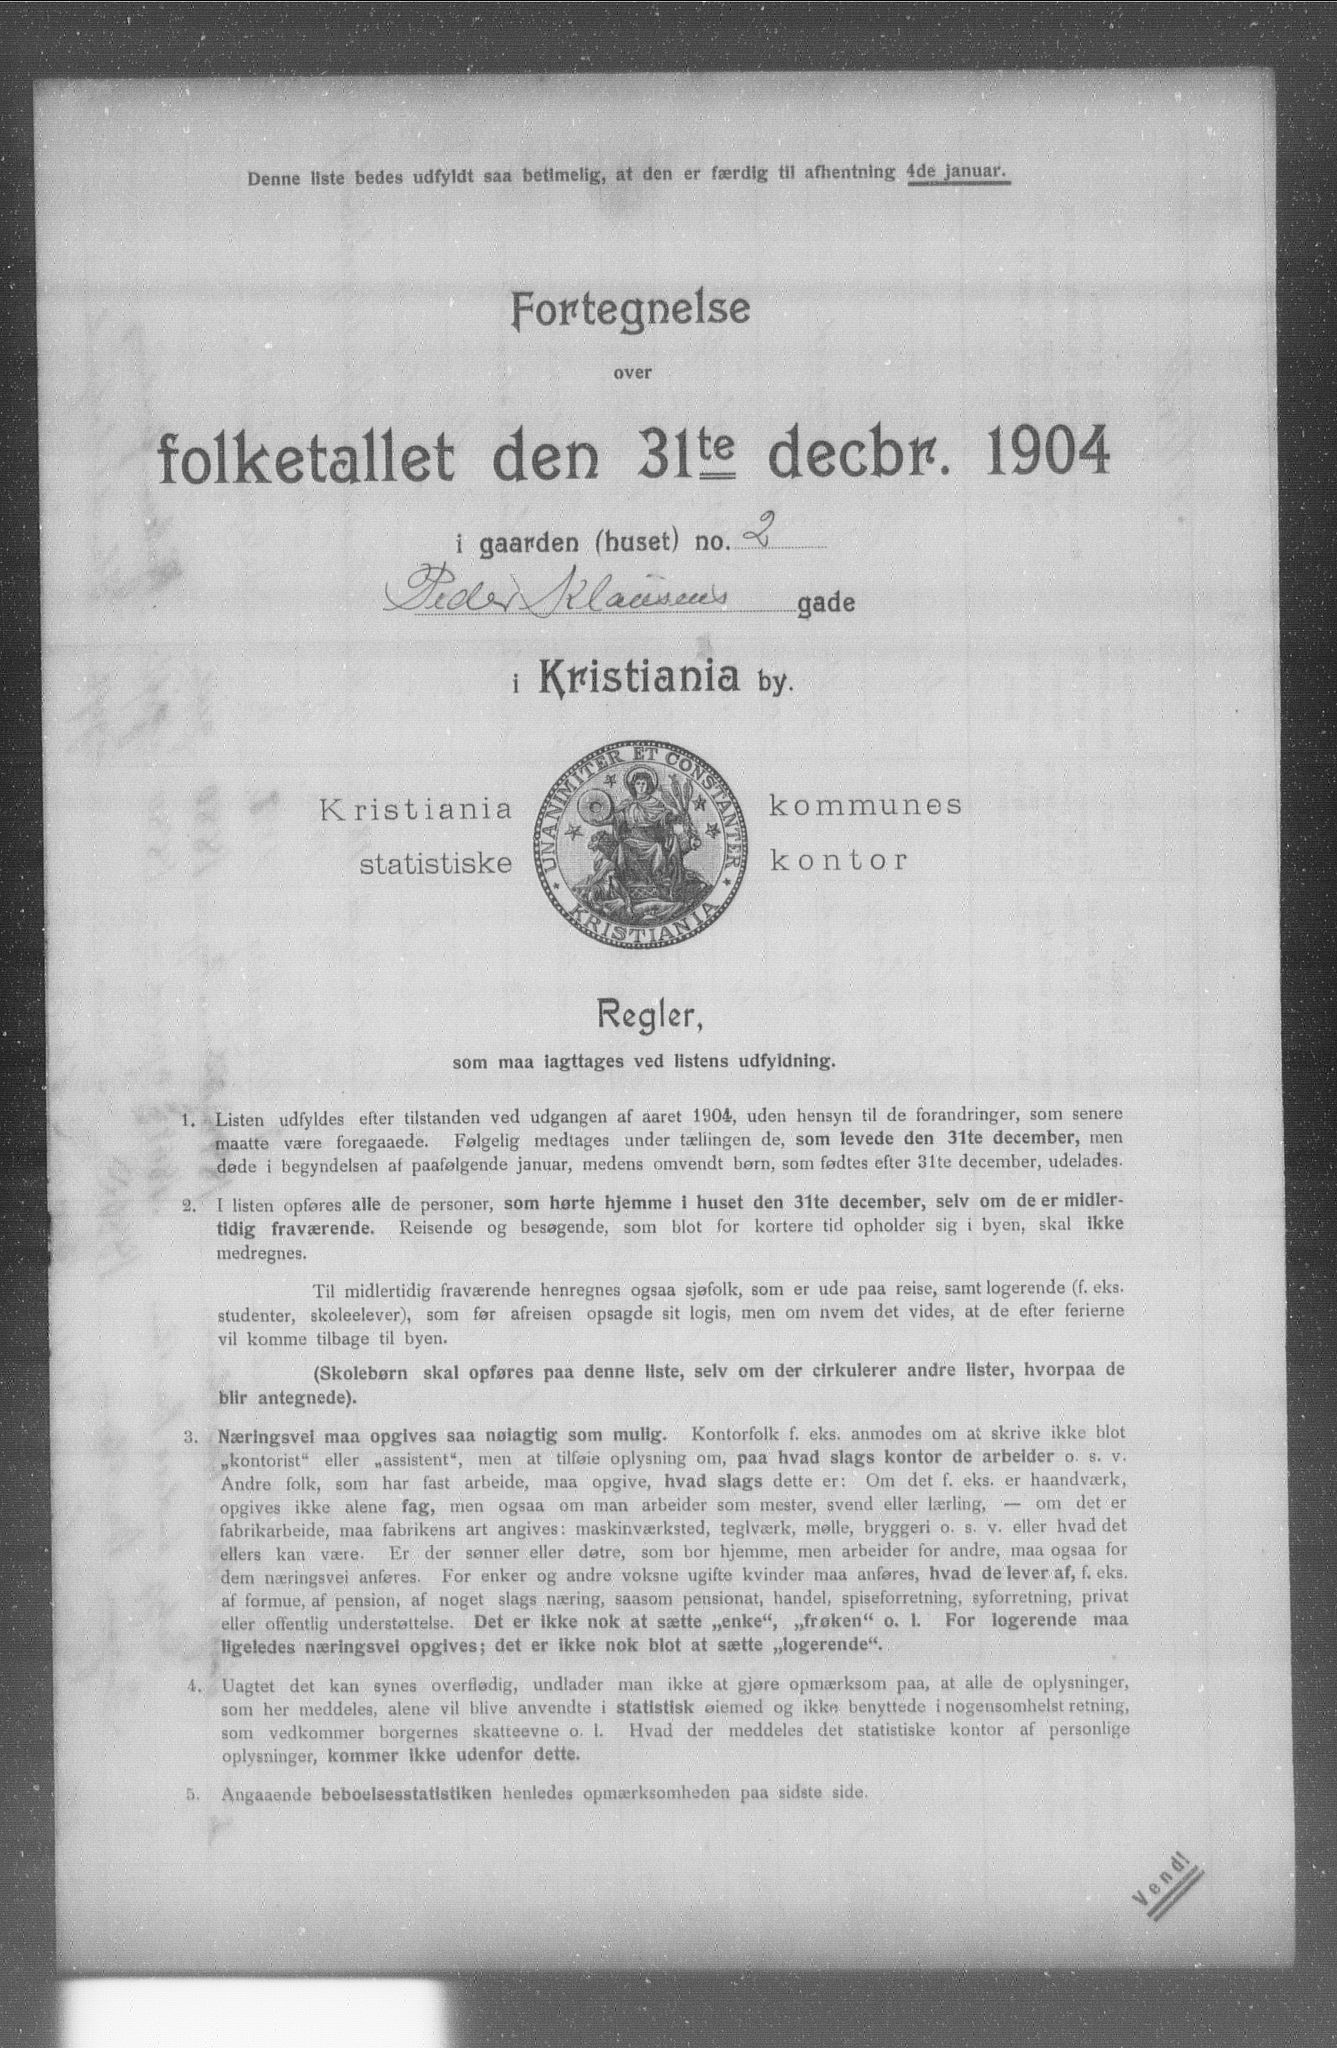 Denne liste bedes udfyldt saa betimelig, at den er færdig til afhentning 4de januar.
Fortegnelse
over
folketallet den 31te decbr. 1904
i gaarden (huset) no. 2
Peder Klausens gade
i Kristiania by.
Kristiania kommunes
statistiske kontor
UNANIMITER ET CONSTANTER
KRISTIANIA
Regler,
som maa iagttages ved listens udfyldning.
1. Listen udfyldes efter tilstanden ved udgangen af aaret 1904, uden hensyn til de forandringer, som senere
maatte være foregaaede. Følgelig medtages under tællingen de, som levede den 31te december, men
døde i begyndelsen af paafølgende januar, medens omvendt børn, som fødtes efter 31te december, udelades.
2. I listen opføres alle de personer, som hørte hjemme i huset den 31te december, selv om de er midler-
tidig fraværende. Reisende og besøgende, som blot for kortere tid opholder sig i byen, skal ikke
medregnes.
Til midlertidig fraværende henregnes ogsaa sjøfolk, som er ude paa reise, samt logerende (f. eks.
studenter, skoleelever), som før afreisen opsagde sit logis, men om nvem det vides, at de efter ferierne
vil komme tilbage til byen.
(Skolebørn skal opføres paa denne liste, selv om der cirkulerer andre lister, hvorpaa de
blir antegnede).
3. Næringsvei maa opgives saa nøiagtig som mulig. Kontorfolk f. eks. anmodes om at skrive ikke blot
„kontorist“ eller „assistent“, men at tilføie oplysning om, paa hvad slags kontor de arbeider o. s. v.
Andre folk, som har fast arbeide, maa opgive, hvad slags dette er: Om det f. eks. er haandværk,
opgives ikke alene fag, men ogsaa om man arbeider som mester, svend eller lærling, — om det er
fabrikarbeide, maa fabrikens art angives: maskinværksted, teglværk, mølle, bryggeri o. s. v. eller hvad det
ellers kan være. Er der sønner eller døtre, som bor hjemme, men arbeider for andre, maa ogsaa for
dem næringsvei anføres. For enker og andre voksne ugifte kvinder maa anføres, hvad de lever af, f. eks.
af formue, af pension, af noget slags næring, saasom pensionat, handel, spiseforretning, syforretning, privat
eller offentlig understøttelse. Det er ikke nok at sætte „enke“, „frøken“ o. l. For logerende maa
ligeledes næringsvei opgives; det er ikke nok blot at sætte „logerende“.
4. Uagtet det kan synes overflødig, undlader man ikke at gjøre opmærksom paa, at alle de oplysninger,
som her meddeles, alene vil blive anvendte i statistisk øiemed og ikke benyttede i nogensomhelst retning,
som vedkommer borgernes skatteevne o. l. Hvad der meddeles det statistiske kontor af personlige
oplysninger, kommer ikke udenfor dette.
5. Angaaende beboelsesstatistiken henledes opmærksomheden paa sidste side.
Vend!